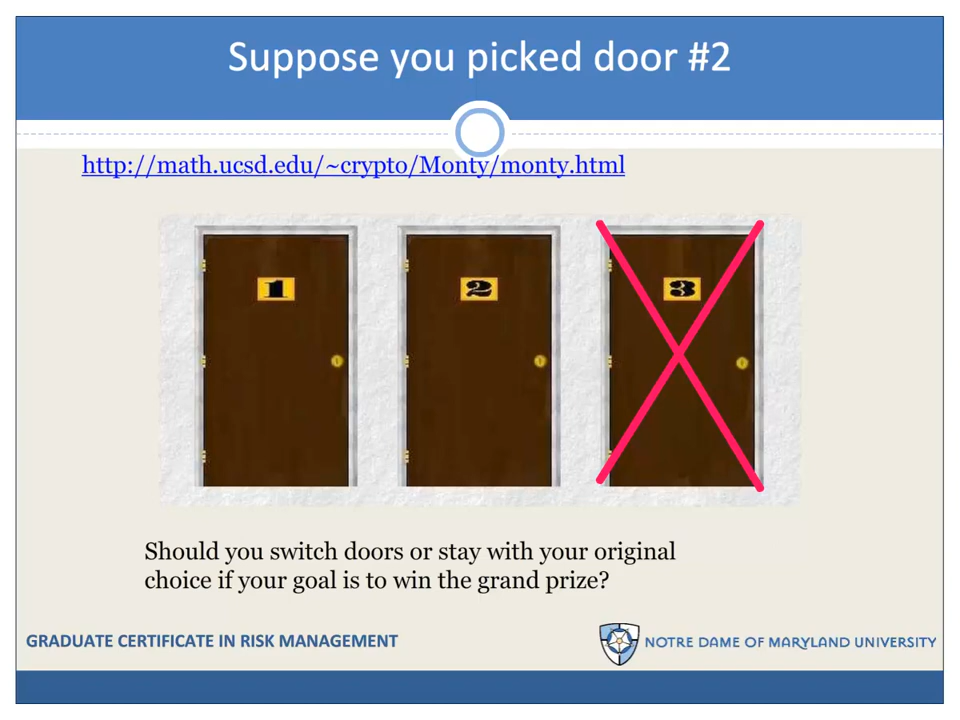 Suppose you picked door #2
http://math.ucsd.edu/~crypto/Monty/monty.html
1 2 3
Should you switch doors or stay with your original
choice if your goal is to win the grand prize?
GRADUATE CERTIFICATE IN RISK MANAGEMENT NOTRE DAME OF MARYLAND UNIVERSITY